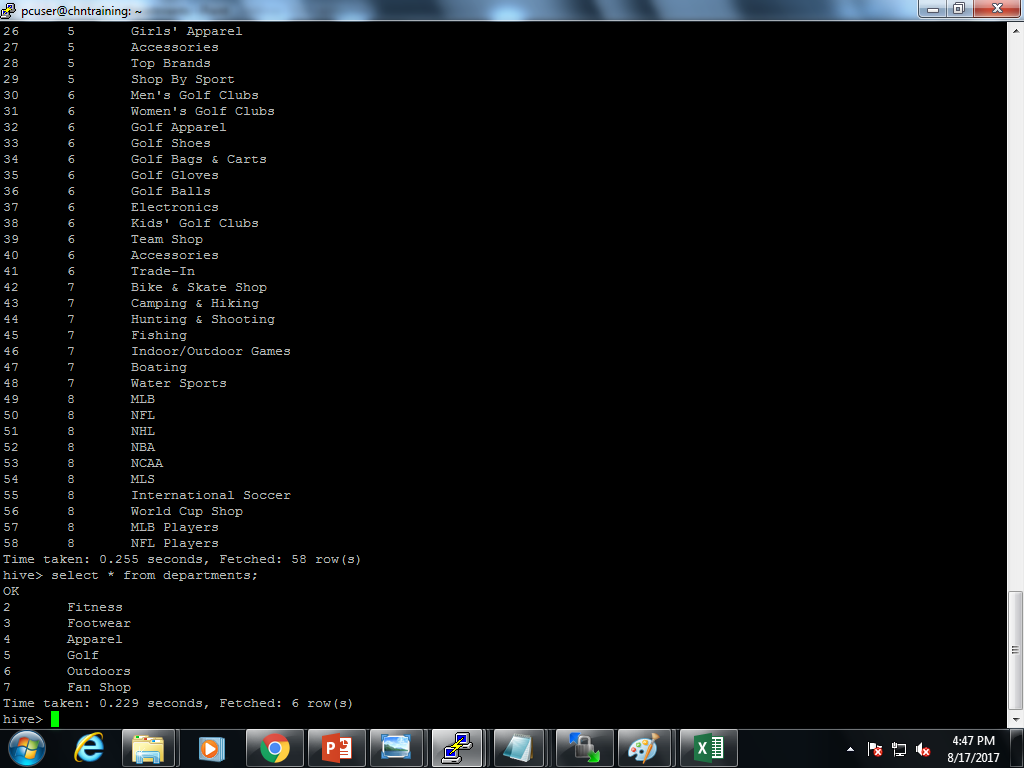 pcuser@chntraining: ~
26 5 Girls' Apparel
27 5 Accessories
28 5 Top Brands
29 5 Shop By Sport
30 6 Men's Golf Clubs
31 6 Women's Golf Clubs
32 6 Golf Apparel
33 6 Golf Shoes
34 6 Golf Bags & Carts
35 6 Golf Gloves
36 6 Golf Balls
37 6 Electronics
38 6 Kids' Golf Clubs
39 6 Team Shop
40 6 Accessories
41 6 Trade-In
42 7 Bike & Skate Shop
43 7 Camping & Hiking
44 7 Hunting & Shooting
45 7 Fishing
46 7 Indoor/Outdoor Games
47 7 Boating
48 7 Water Sports
49 8 MLB
50 8 NFL
51 8 NHL
52 8 NBA
53 8 NCAA
54 8 MLS
55 8 International Soccer
56 8 World Cup Shop
57 8 MLB Players
58 8 NFL Players
Time taken: 0.255 seconds, Fetched: 58 row(s)
hive> select * from departments;
OK
2 Fitness
3 Footwear
4 Apparel
5 Golf
6 Outdoors
7 Fan Shop
Time taken: 0.229 seconds, Fetched: 6 row(s)
hive>
4:47 PM
8/17/2017